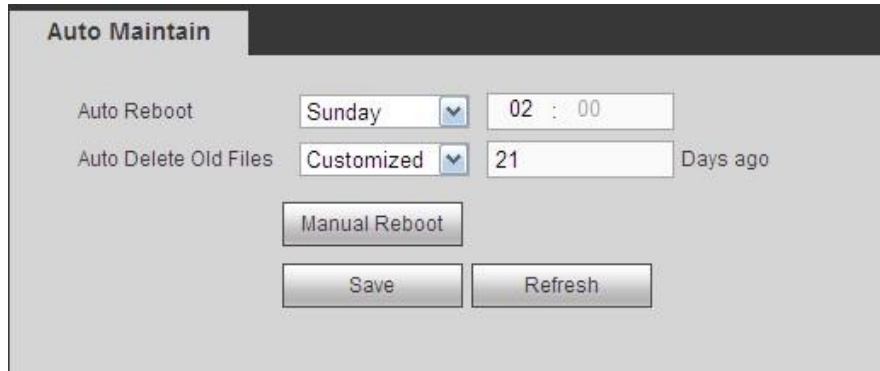 Auto Maintain
Auto Reboot Sunday 02 : 00
Auto Delete Old Files Customized 21 Days ago
Manual Reboot
Save Refresh